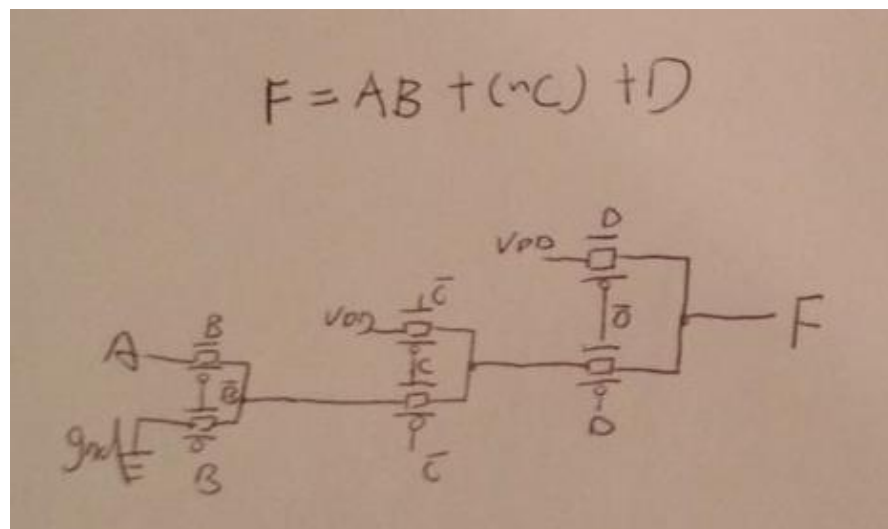 F = AB + (~C) + D
D
VDD
C̄
B
VDD
D̄
F
A
C
B̄
gnd
D
B
C̄